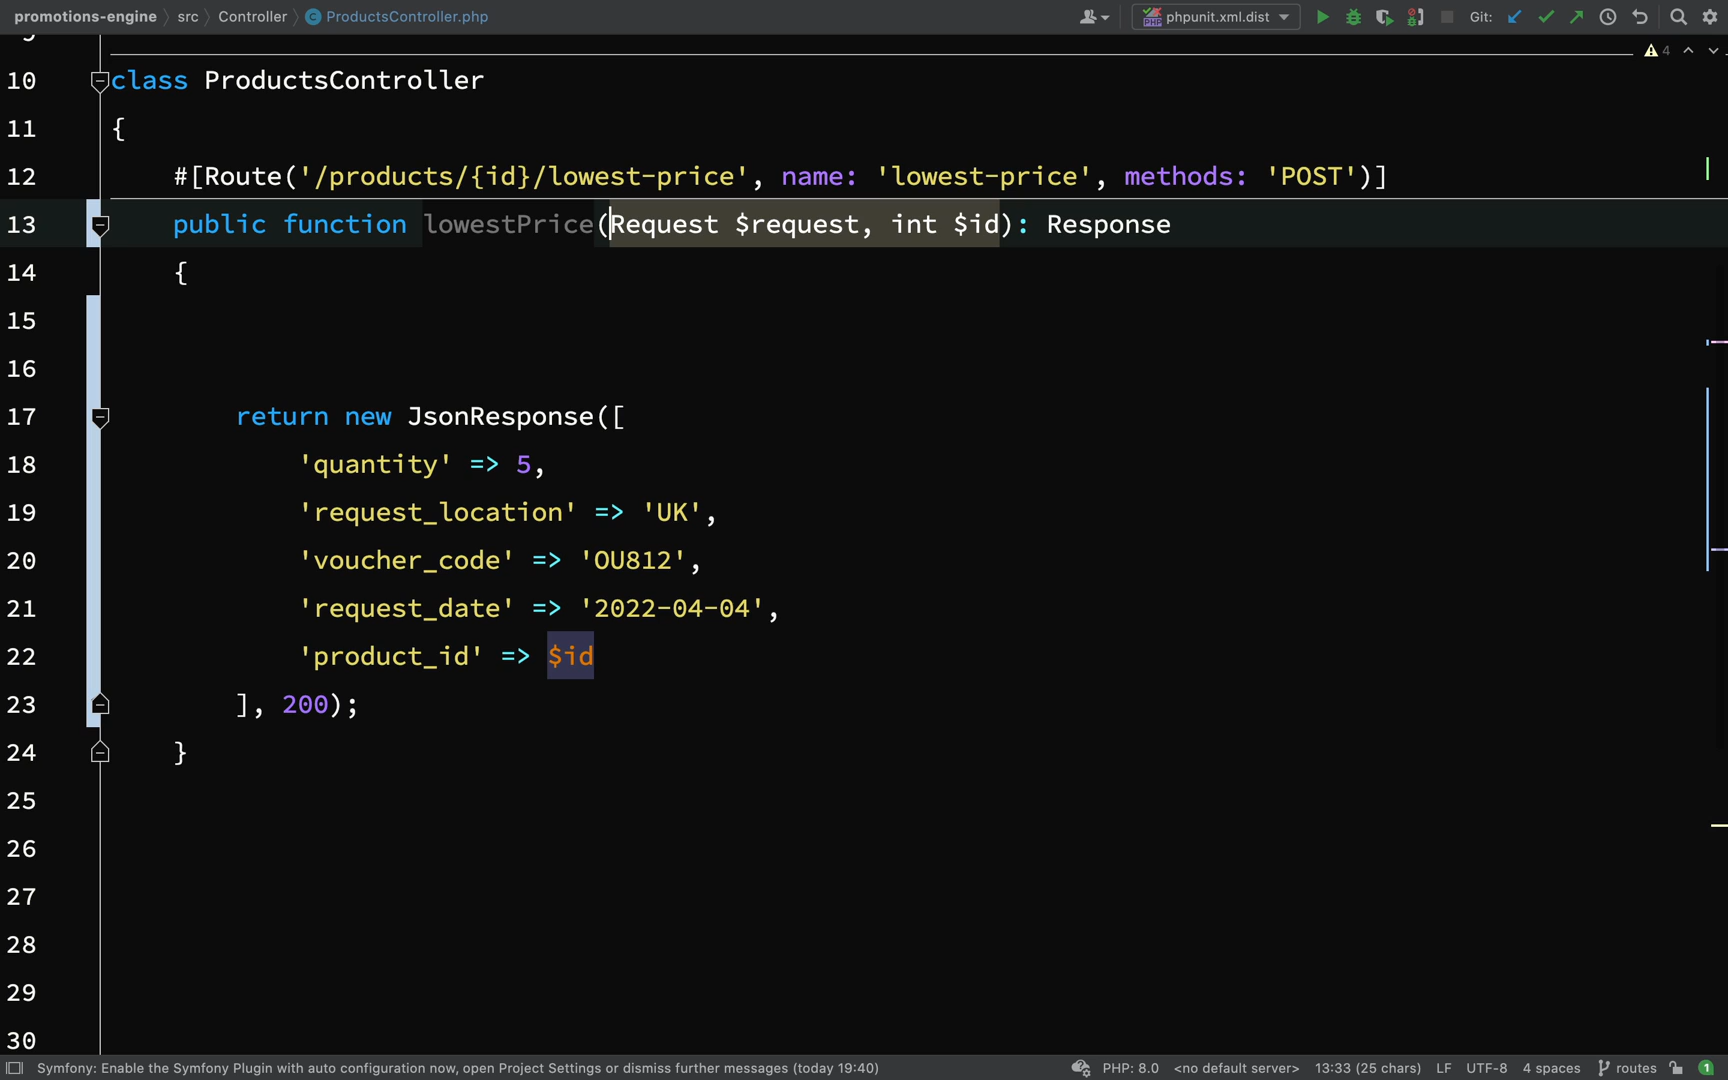 promotions-engine src Controller ProductsController.php phpunit.xml.dist Git:
4
10 class ProductsController
11 {
12 #[Route('/products/{id}/lowest-price', name: 'lowest-price', methods: 'POST')]
13 public function lowestPrice(Request $request, int $id): Response
14 {
15
16
17 return new JsonResponse([
18 'quantity' => 5,
19 'request_location' => 'UK',
20 'voucher_code' => 'OU812',
21 'request_date' => '2022-04-04',
22 'product_id' => $id
23 ], 200);
24 }
25
26
27
28
29
30
Symfony: Enable the Symfony Plugin with auto configuration now, open Project Settings or dismiss further messages (today 19:40) PHP: 8.0 <no default server> 13:33 (25 chars) LF UTF-8 4 spaces routes 1